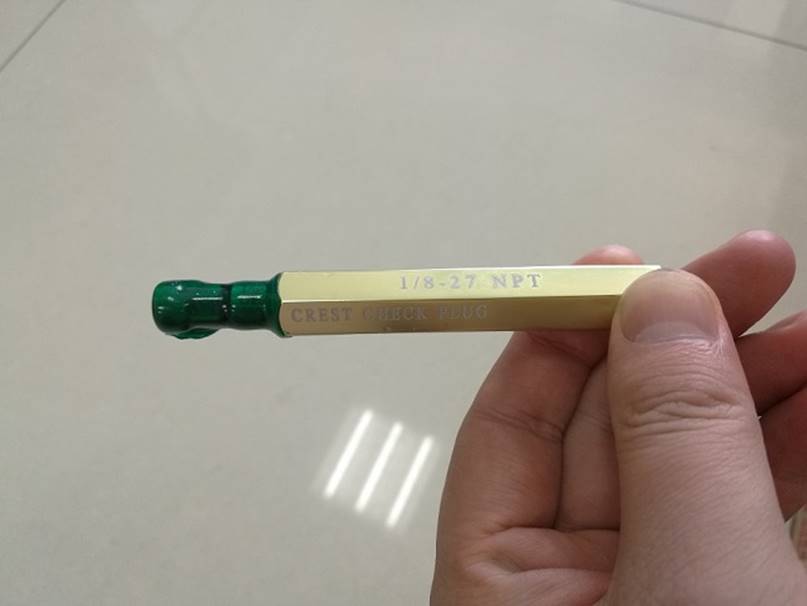 1/8-27 NPT
CREST CHECK PLUG